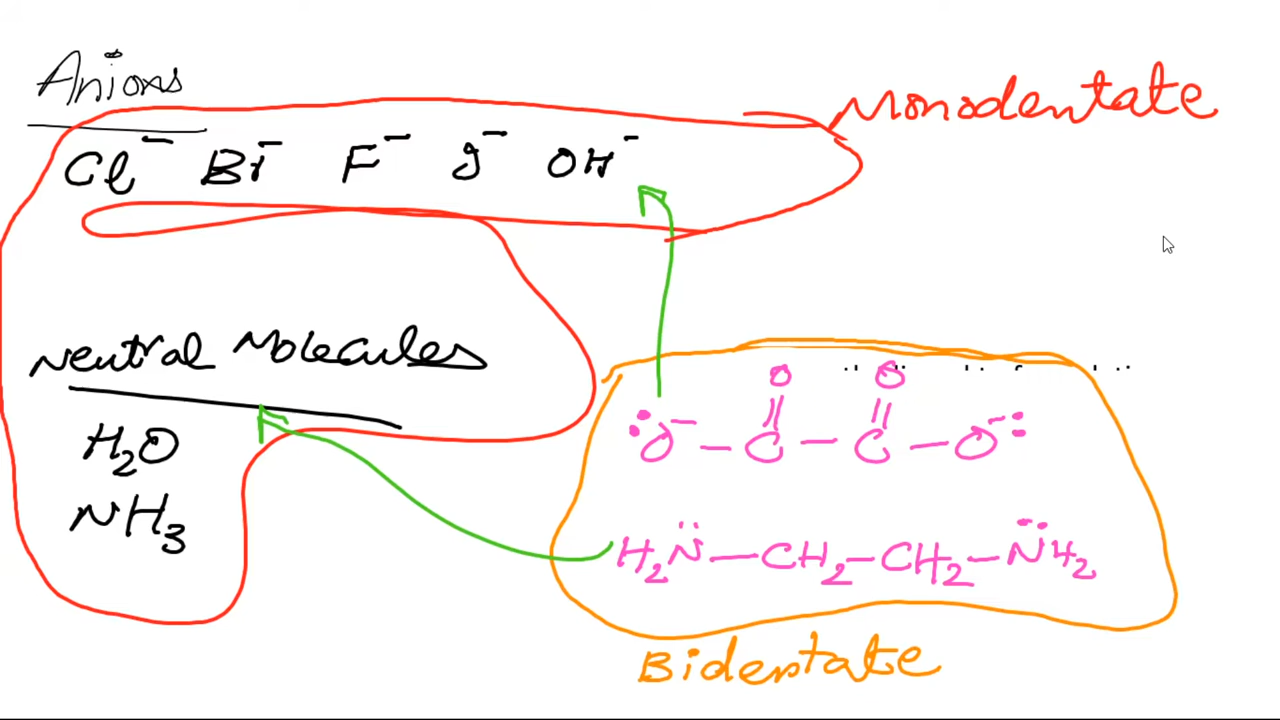 Anions
Monodentate
Cl⁻ Br⁻ F⁻ I⁻ OH⁻
Neutral Molecules
H₂O
NH₃
O O
|| ||
:O⁻ — C — C — O⁻:
H₂N̈ — CH₂ — CH₂ — N̈H₂
Bidentate